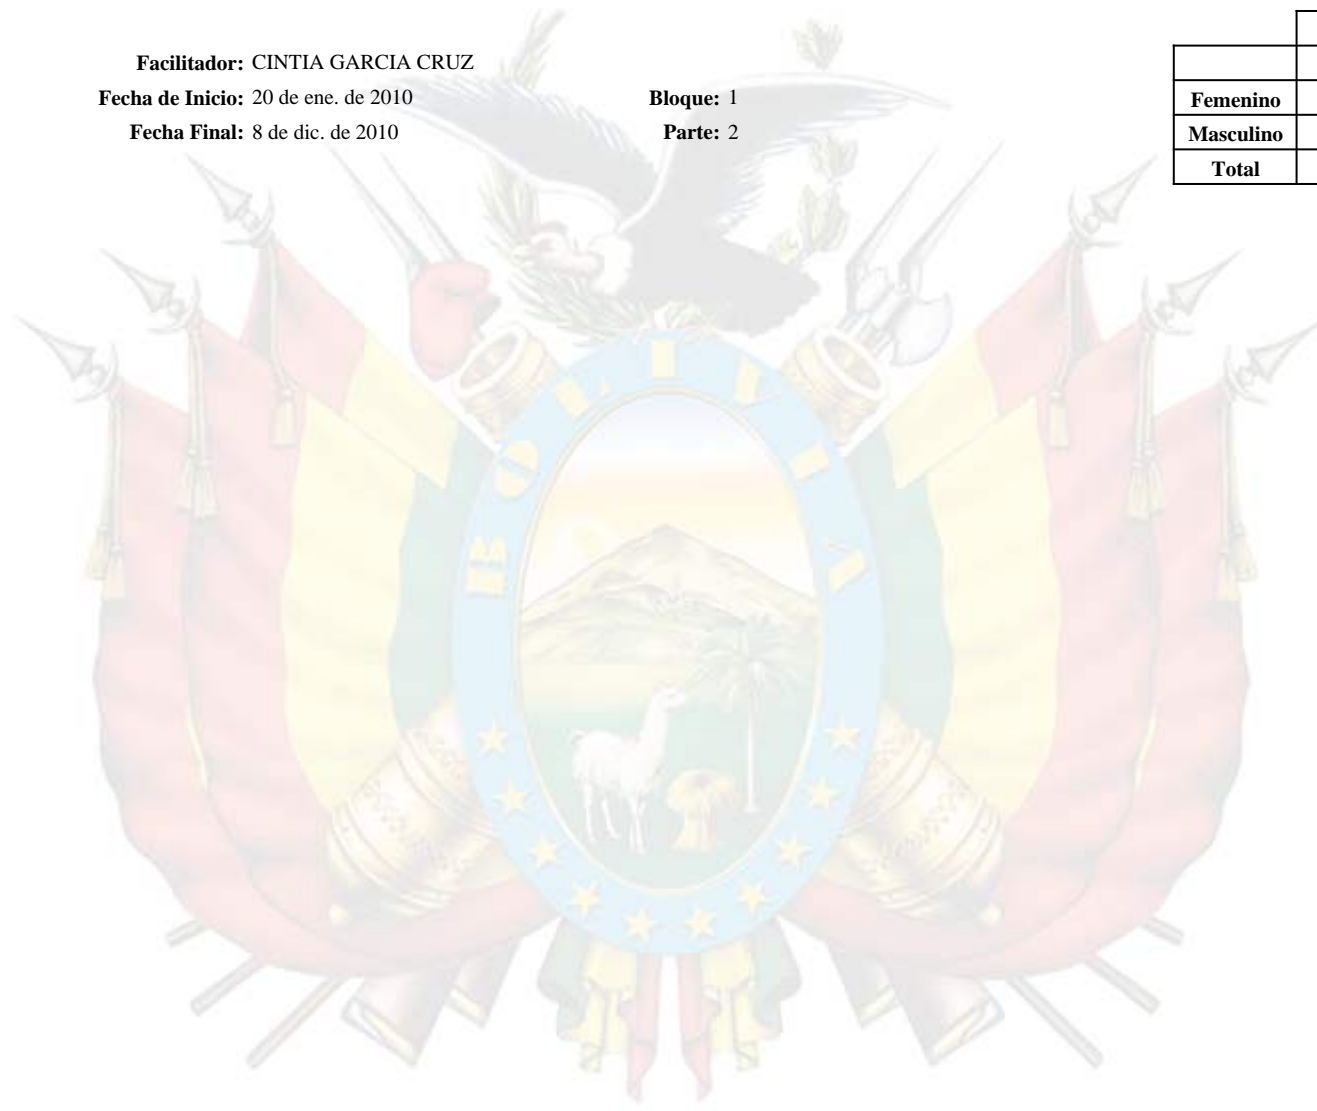 Facilitador: CINTIA GARCIA CRUZ
Fecha de Inicio: 20 de ene. de 2010 Bloque: 1
Fecha Final: 8 de dic. de 2010 Parte: 2
Femenino
Masculino
Total
BOLIVIA